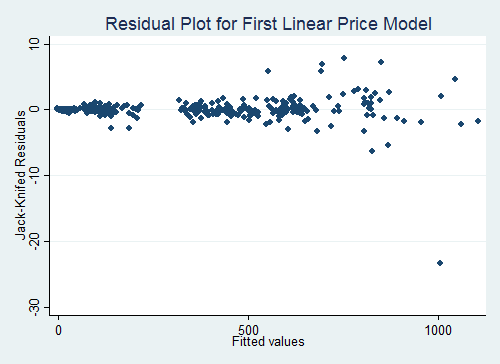 Residual Plot for First Linear Price Model
Jack-Knifed Residuals
10
0
-10
-20
-30
0 500 1000
Fitted values